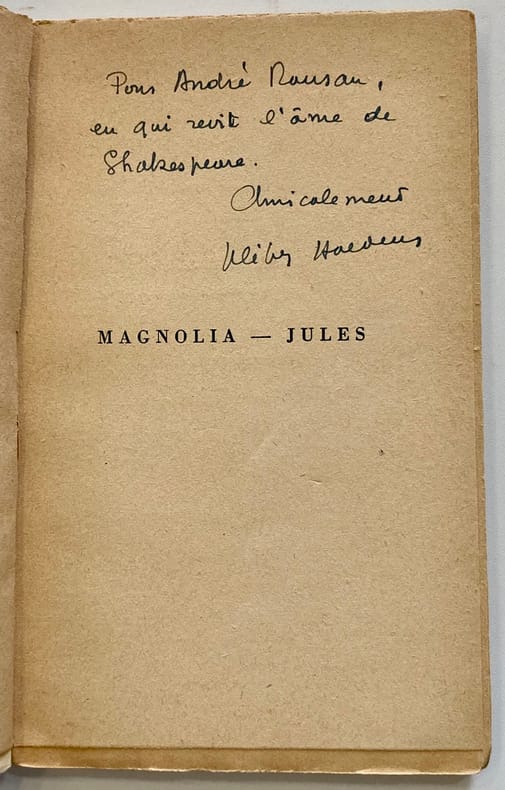 Pour André Rousseau,
en qui revit l'âme de
Shakespeare.
Amicalement
Kléber Haedens
MAGNOLIA — JULES